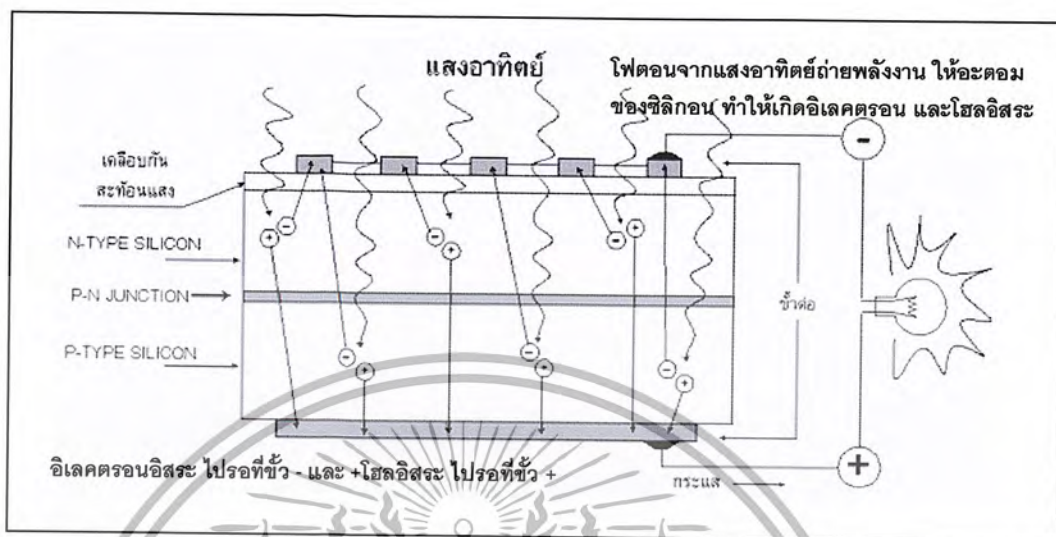 แสงอาทิตย์
โฟตอนจากแสงอาทิตย์ถ่ายพลังงาน ให้อะตอม
ของซิลิกอน ทำให้เกิดอิเลคตรอน และโฮลอิสระ
เคลือบกัน
สะท้อนแสง
N-TYPE SILICON
P-N JUNCTION
P-TYPE SILICON
ขั้วต่อ
อิเลคตรอนอิสระ ไปรอที่ขั้ว - และ +โฮลอิสระ ไปรอที่ขั้ว +
กระแส